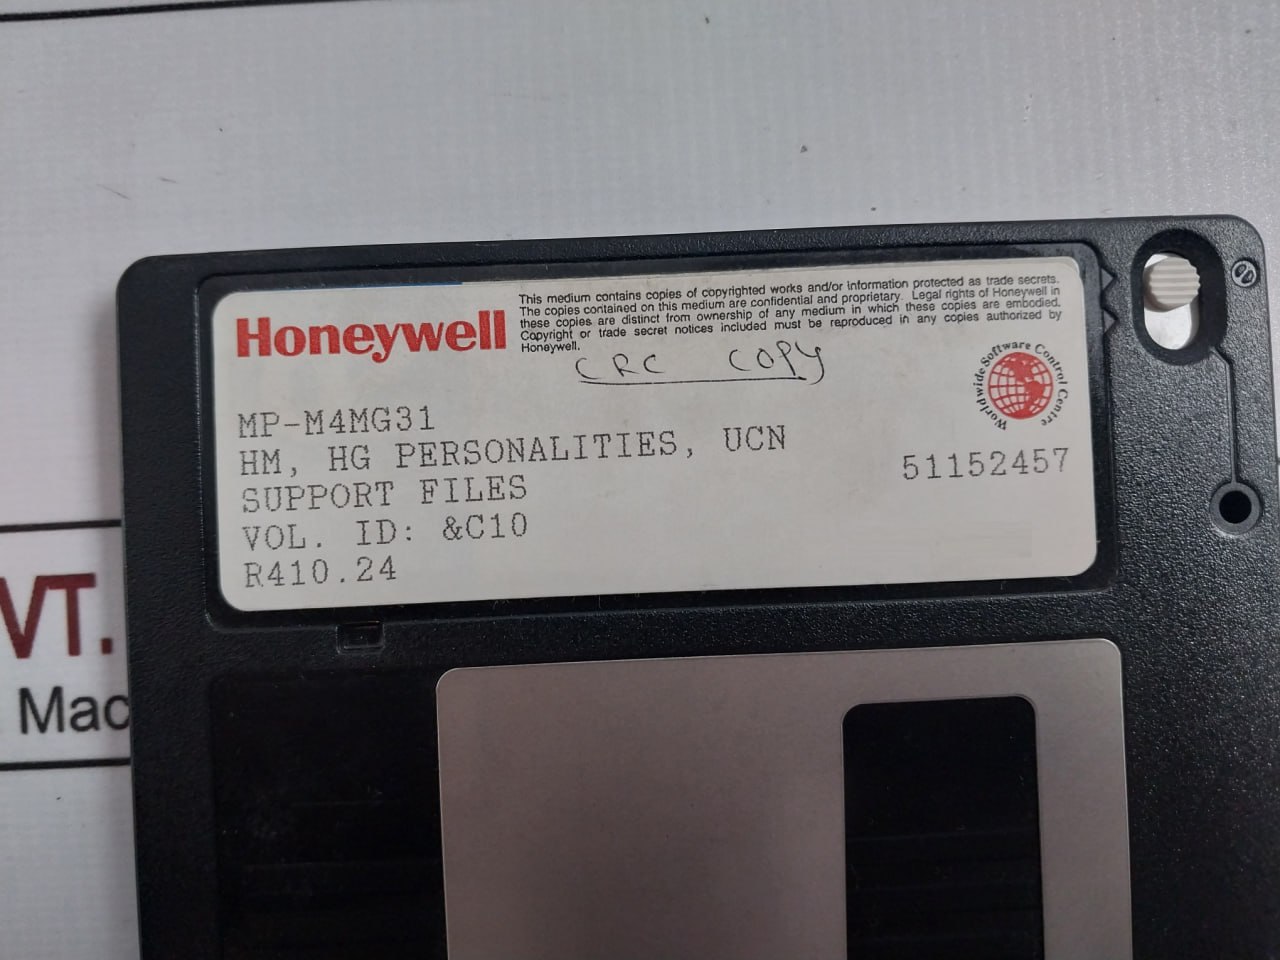 Honeywell
This medium contains copies of copyrighted works and/or information protected as trade secrets.
The copies contained on this medium are confidential and proprietary. Legal rights of Honeywell in
these copies are distinct from ownership of any medium in which these copies are embodied.
Copyright or trade secret notices included must be reproduced in any copies authorized by
Honeywell.
CRC COPY
Worldwide Software Control Centre
MP-M4MG31
HM, HG PERSONALITIES, UCN
SUPPORT FILES
VOL. ID: &C10
R410.24
51152457
VT.
Mac